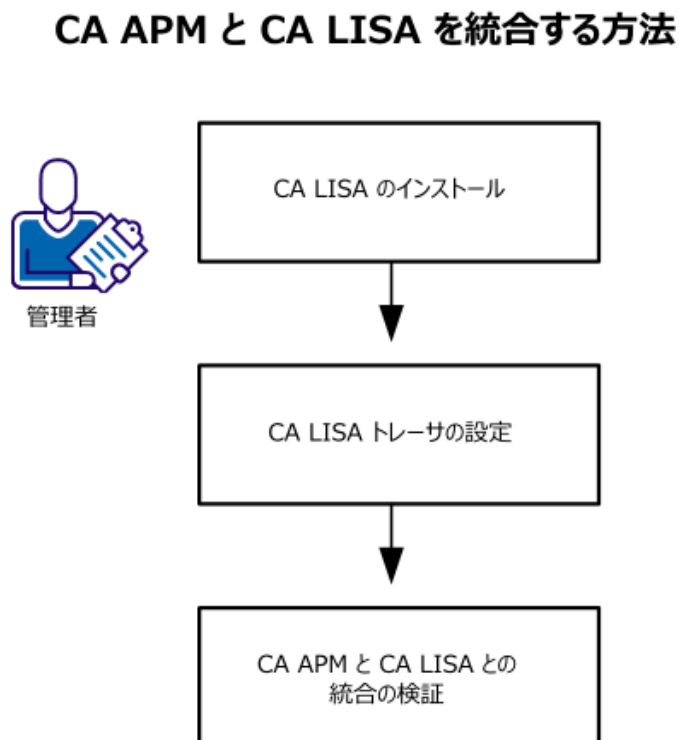 CA APM と CA LISA を統合する方法
CA LISA のインストール
管理者
CA LISA トレーサの設定
CA APM と CA LISA との
統合の検証